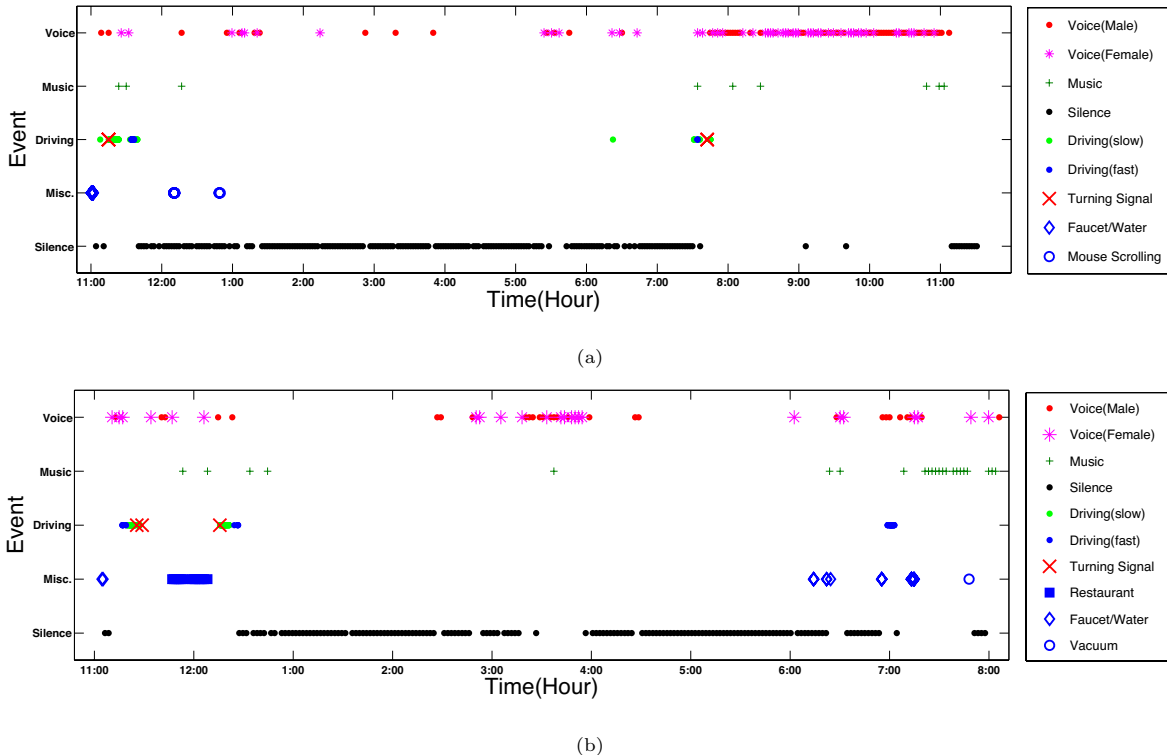 Voice
Music
Driving
Misc.
Silence
Event
11:00 12:00 1:00 2:00 3:00 4:00 5:00 6:00 7:00 8:00 9:00 10:00 11:00
Time(Hour)
Voice(Male)
Voice(Female)
Music
Silence
Driving(slow)
Driving(fast)
Turning Signal
Faucet/Water
Mouse Scrolling
(a)
Voice
Music
Driving
Misc.
Silence
Event
11:00 12:00 1:00 2:00 3:00 4:00 5:00 6:00 7:00 8:00
Time(Hour)
Voice(Male)
Voice(Female)
Music
Silence
Driving(slow)
Driving(fast)
Turning Signal
Restaurant
Faucet/Water
Vacuum
(b)